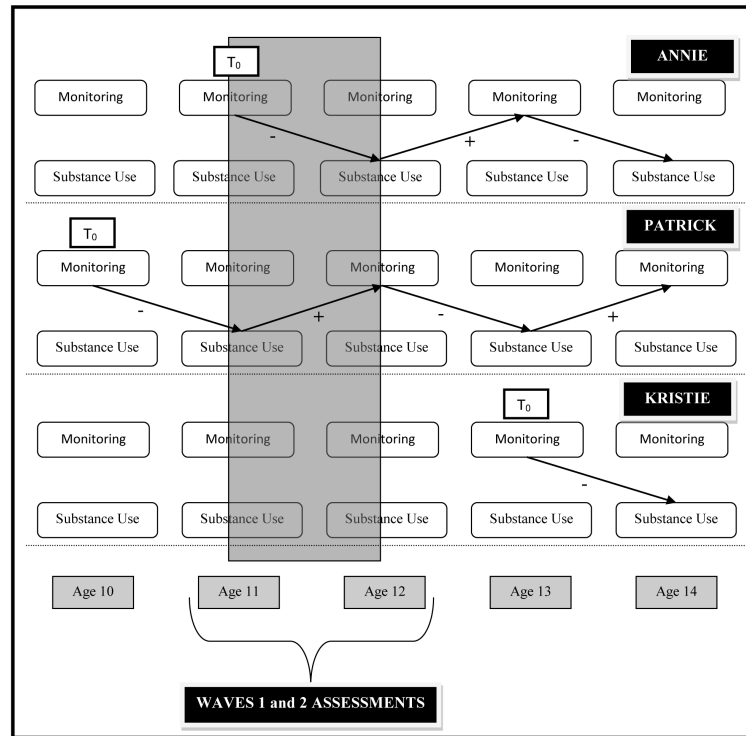 T₀
ANNIE
Monitoring Monitoring Monitoring Monitoring Monitoring
- + -
Substance Use Substance Use Substance Use Substance Use Substance Use
T₀
PATRICK
Monitoring Monitoring Monitoring Monitoring Monitoring
- + - +
Substance Use Substance Use Substance Use Substance Use Substance Use
T₀
KRISTIE
Monitoring Monitoring Monitoring Monitoring Monitoring
-
Substance Use Substance Use Substance Use Substance Use Substance Use
Age 10 Age 11 Age 12 Age 13 Age 14
WAVES 1 and 2 ASSESSMENTS